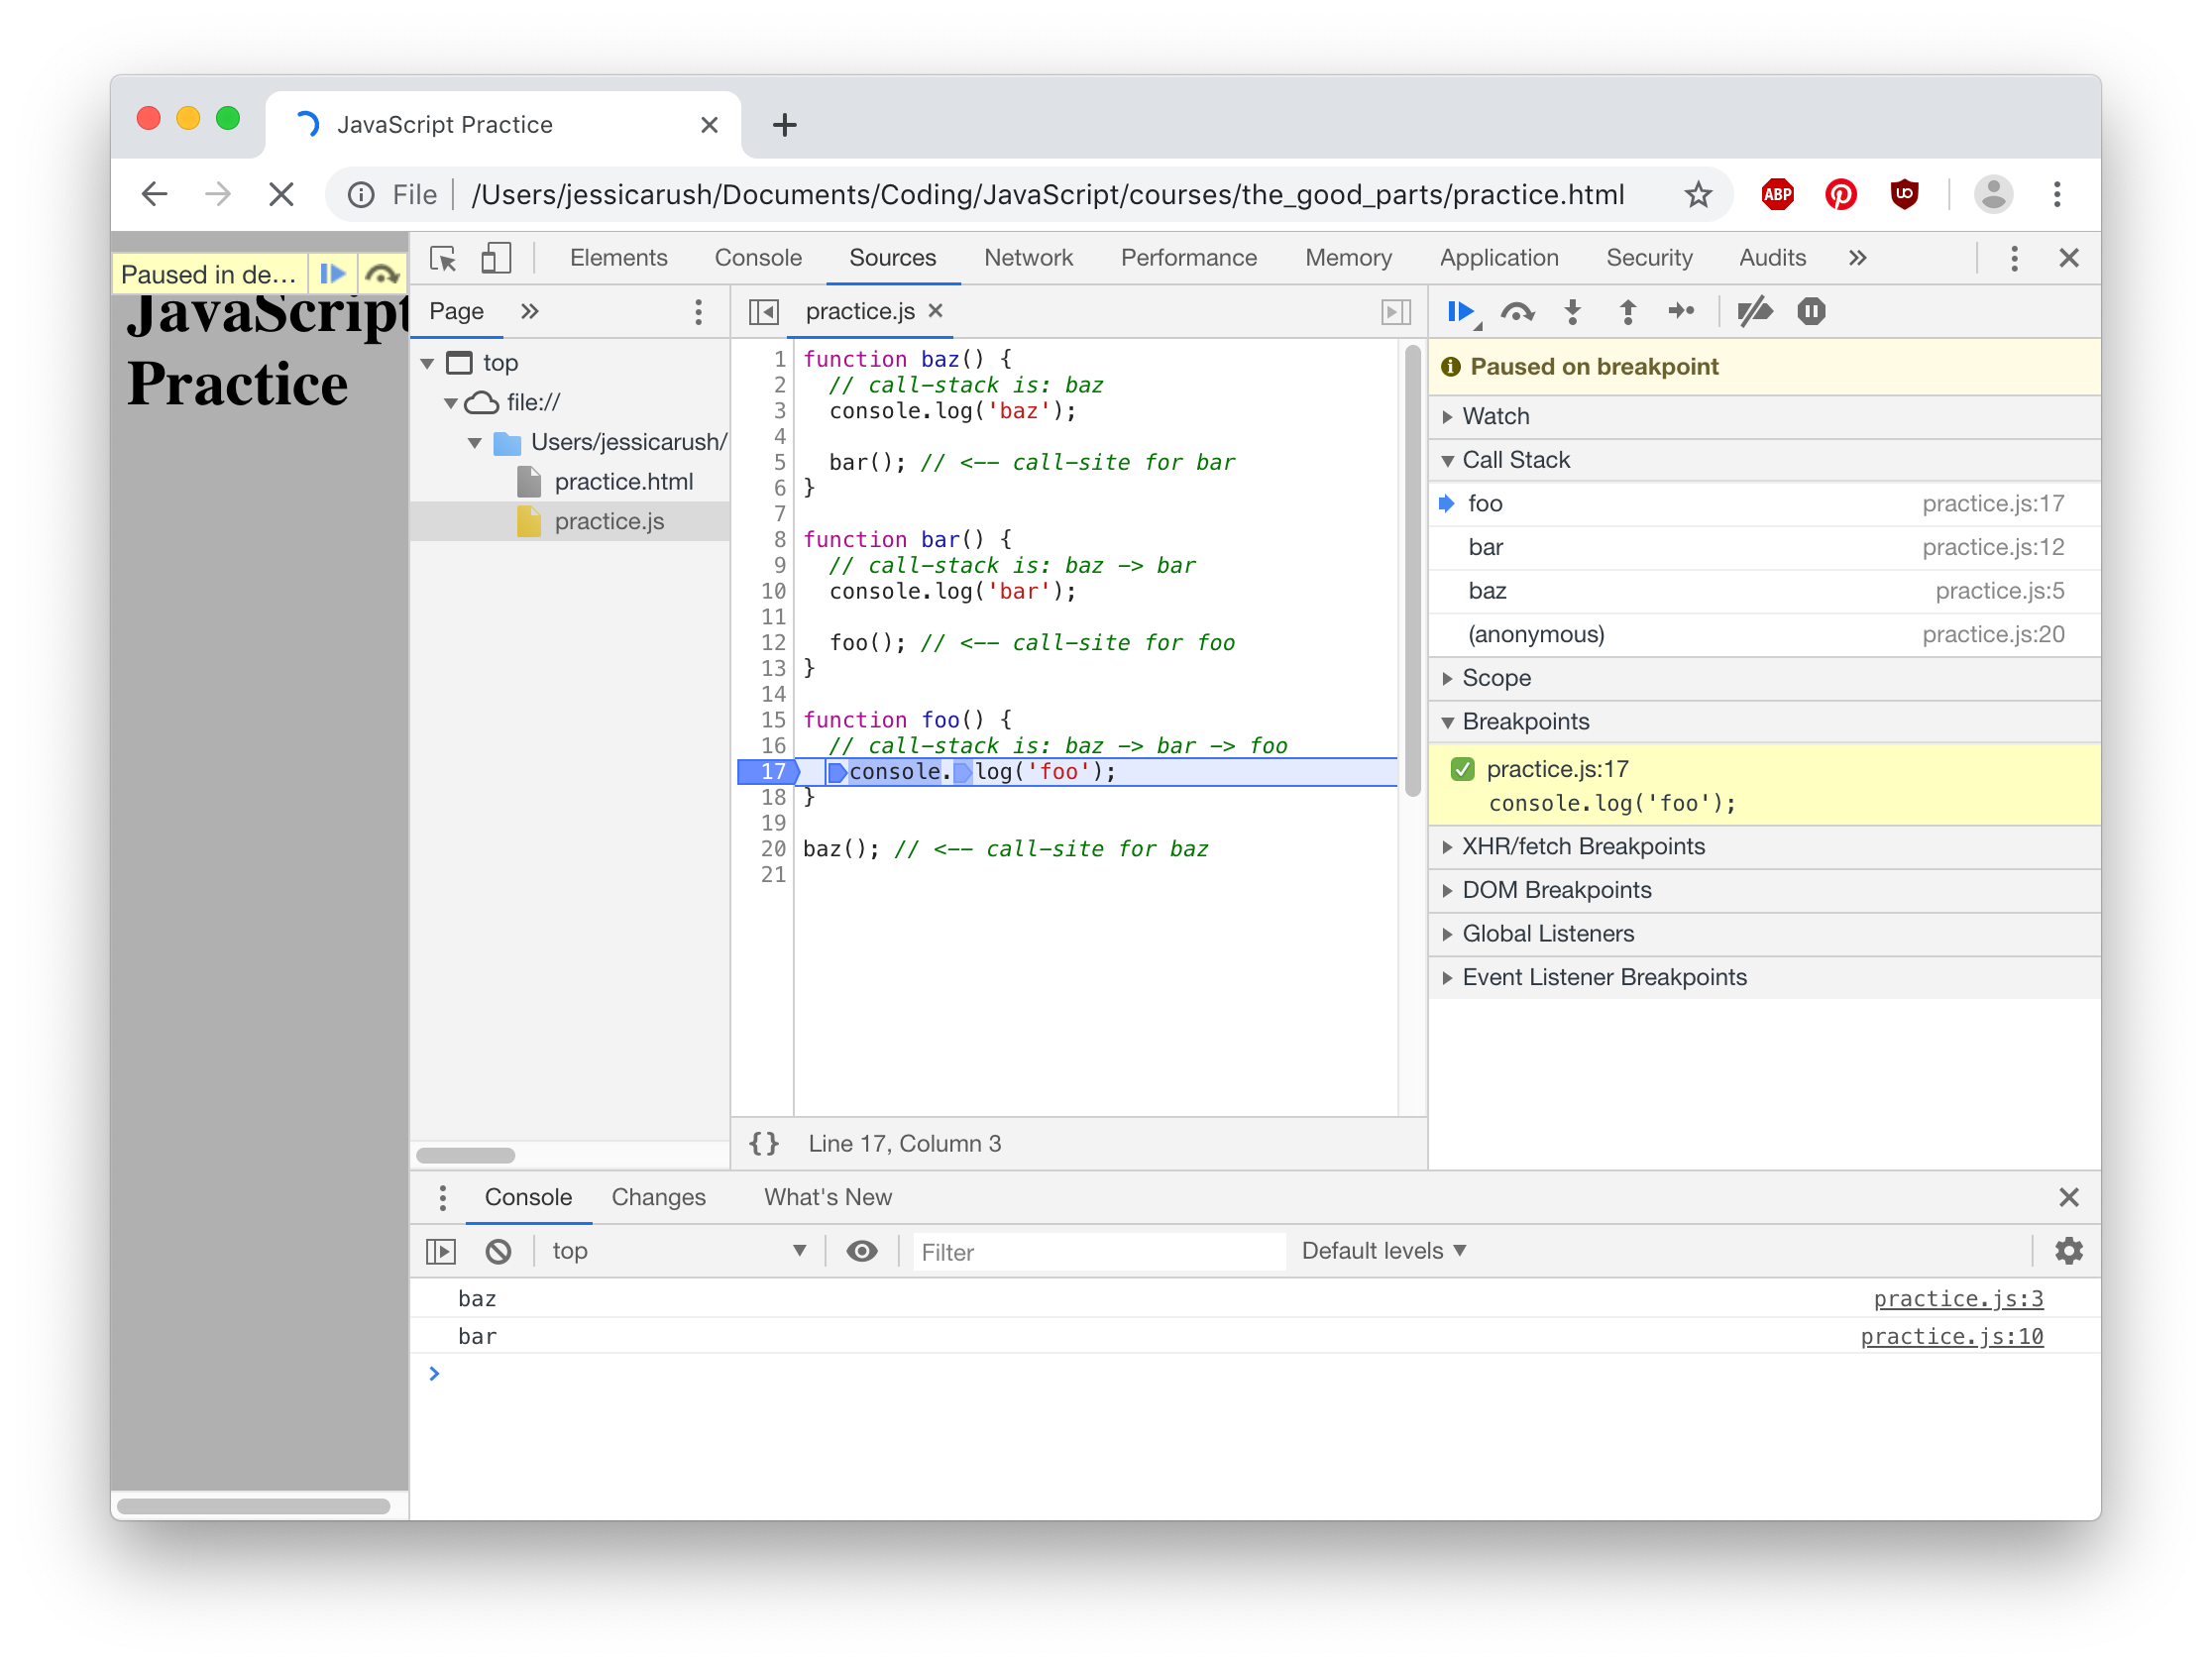 JavaScript Practice
File
/Users/jessicarush/Documents/Coding/JavaScript/courses/the_good_parts/practice.html
ABP
Paused in de...
JavaScript
Practice
Elements
Console
Sources
Network
Performance
Memory
Application
Security
Audits
Page
top
file://
Users/jessicarush/
practice.html
practice.js
practice.js
1 function baz() {
2 // call-stack is: baz
3 console.log('baz');
4
5 bar(); // <-- call-site for bar
6 }
7
8 function bar() {
9 // call-stack is: baz -> bar
10 console.log('bar');
11
12 foo(); // <-- call-site for foo
13 }
14
15 function foo() {
16 // call-stack is: baz -> bar -> foo
17 console.log('foo');
18 }
19
20 baz(); // <-- call-site for baz
21
{} Line 17, Column 3
Paused on breakpoint
Watch
Call Stack
foo practice.js:17
bar practice.js:12
baz practice.js:5
(anonymous) practice.js:20
Scope
Breakpoints
practice.js:17
console.log('foo');
XHR/fetch Breakpoints
DOM Breakpoints
Global Listeners
Event Listener Breakpoints
Console
Changes
What's New
top
Filter
Default levels
baz practice.js:3
bar practice.js:10